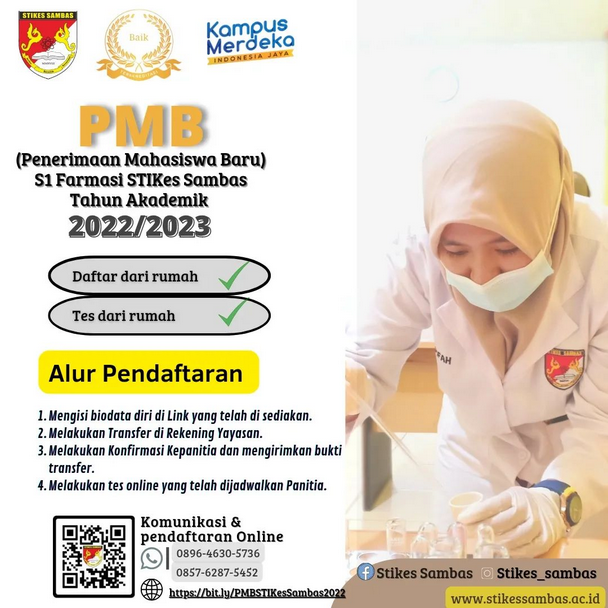 STIKES SAMBAS
Baik
Kampus
Merdeka
INDONESIA JAYA
PMB
(Penerimaan Mahasiswa Baru)
S1 Farmasi STIKes Sambas
Tahun Akademik
2022/2023
Daftar dari rumah
Tes dari rumah
Alur Pendaftaran
1. Mengisi biodata diri di Link yang telah di sediakan.
2. Melakukan Transfer di Rekening Yayasan.
3. Melakukan Konfirmasi Kepanitia dan mengirimkan bukti
transfer.
4. Melakukan tes online yang telah dijadwalkan Panitia.
STIKES SAMBAS
Komunikasi &
pendaftaran Online
0896-4630-5736
0857-6287-5452
https://bit.ly/PMBSTIKesSambas2022
Stikes Sambas
Stikes_sambas
www.stikessambas.ac.id